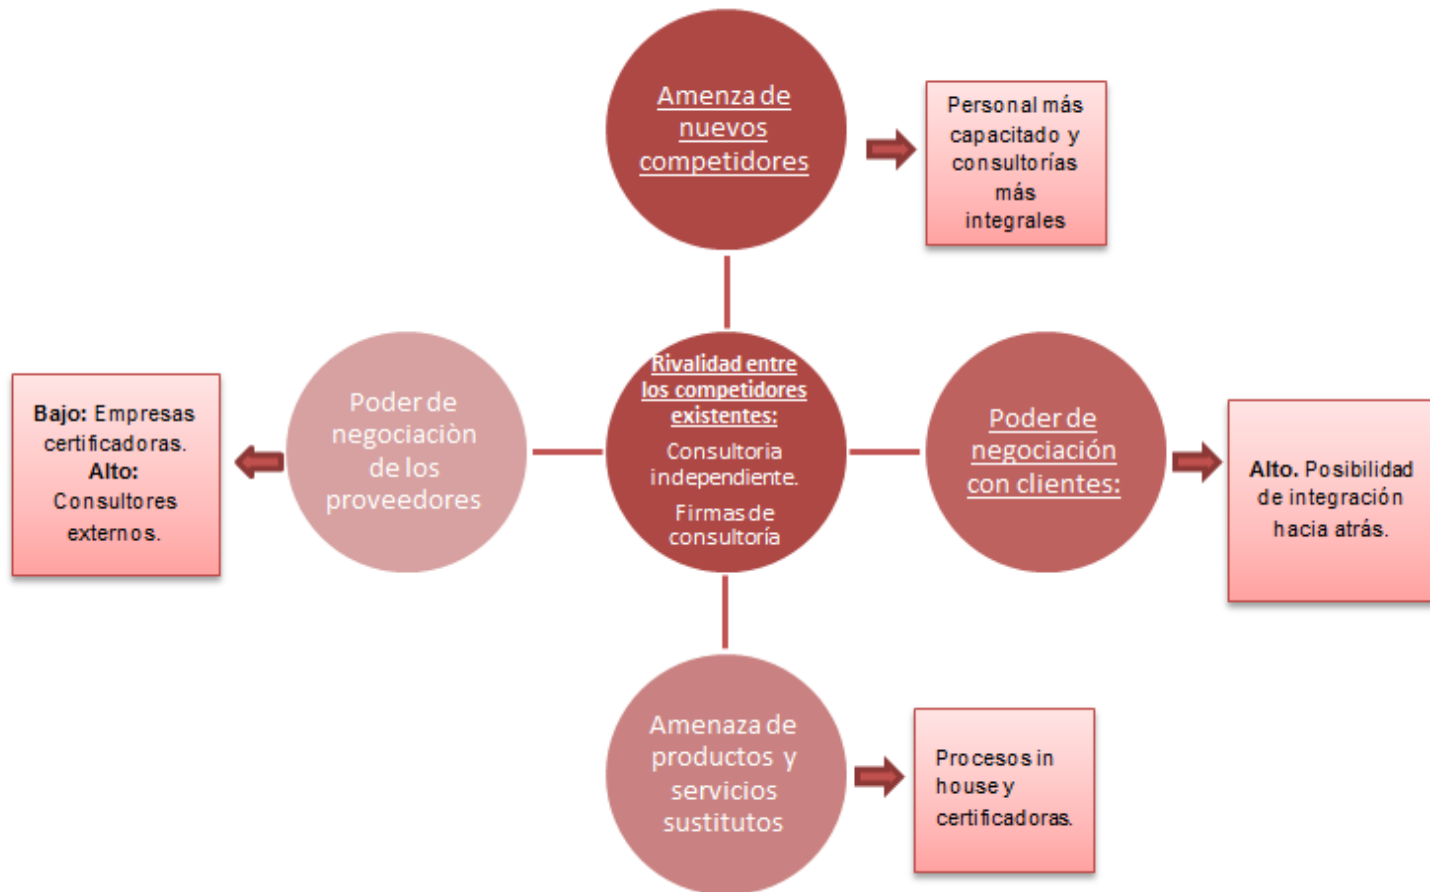 Amenza de
nuevos
competidores
Personal más
capacitado y
consultorías
más
integrales
Bajo: Empresas
certificadoras.
Alto:
Consultores
externos.
Poder de
negociaciòn
de los
proveedores
Rivalidad entre
los competidores
existentes:
Consultoria
independiente.
Firmas de
consultoría
Poder de
negociación
con clientes:
Alto. Posibilidad
de integración
hacia atrás.
Amenaza de
productos y
servicios
sustitutos
Procesos in
house y
certificadoras.